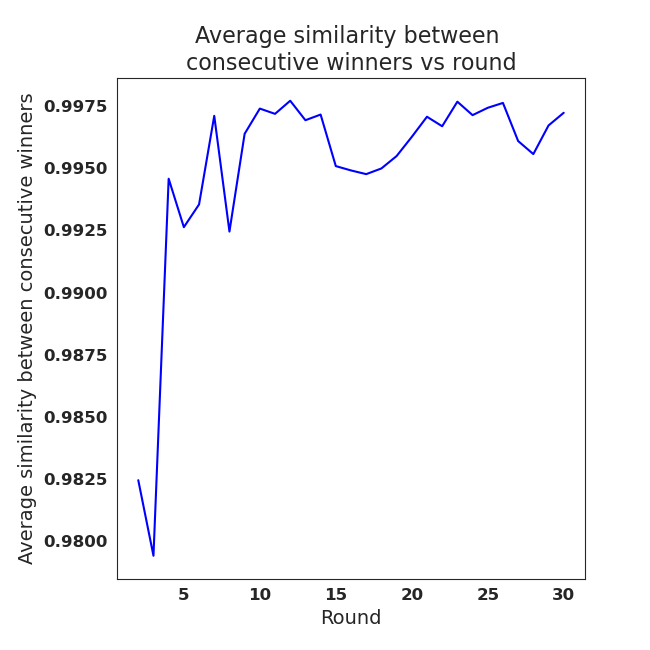 Average similarity between
consecutive winners vs round
Average similarity between consecutive winners
0.9975
0.9950
0.9925
0.9900
0.9875
0.9850
0.9825
0.9800
5 10 15 20 25 30
Round